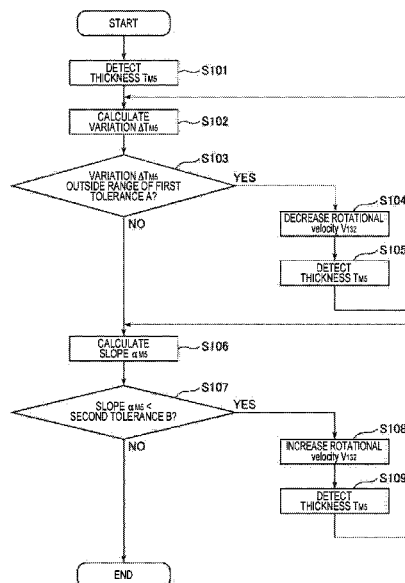 START
DETECT
THICKNESS TM5
S101
CALCULATE
VARIATION ΔTM5
S102
S103
VARIATION ΔTM5
OUTSIDE RANGE OF FIRST
TOLERANCE A?
YES
NO
S104
DECREASE ROTATIONAL
velocity V132
S105
DETECT
THICKNESS TM5
CALCULATE
SLOPE αM5
S106
S107
SLOPE αM5 <
SECOND TOLERANCE B?
YES
NO
S108
INCREASE ROTATIONAL
velocity V132
S109
DETECT
THICKNESS TM5
END